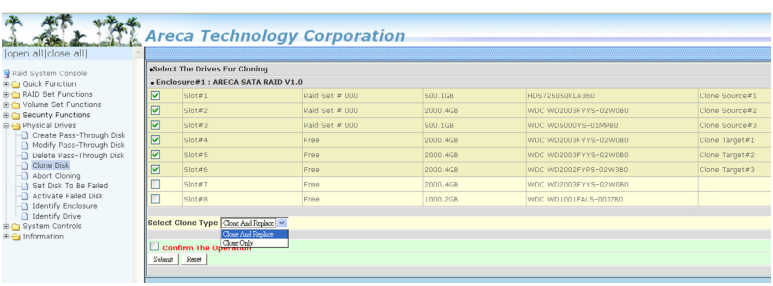 Areca Technology Corporation
|open all|close all|
Raid System Console
Quick Function
RAID Set Functions
Volume Set Functions
Security Functions
Physical Drives
Create Pass-Through Disk
Modify Pass-Through Disk
Delete Pass-Through Disk
Clone Disk
Abort Cloning
Set Disk To Be Failed
Activate Failed Disk
Identify Enclosure
Identify Drive
System Controls
Information
Select The Drives For Cloning
Enclosure#1 : ARECA SATA RAID V1.0
Slot#1 Raid Set # 000 500.1GB HDS725050KLA360 Clone Source#1
Slot#2 Raid Set # 000 2000.4GB WDC WD2003FYYS-02W0B0 Clone Source#2
Slot#3 Raid Set # 000 500.1GB WDC WD5000YS-01MPB0 Clone Source#3
Slot#4 Free 2000.4GB WDC WD2003FYYS-02W0B0 Clone Target#1
Slot#5 Free 2000.4GB WDC WD2003FYYS-02W0B0 Clone Target#2
Slot#6 Free 2000.4GB WDC WD2002FYPS-02W3B0 Clone Target#3
Slot#7 Free 2000.4GB WDC WD2003FYYS-02W0B0
Slot#8 Free 1000.2GB WDC WD1001FALS-00J7B0
Select Clone Type Clone And Replace
Clone And Replace
Clone Only
Confirm The Operation
Submit Reset